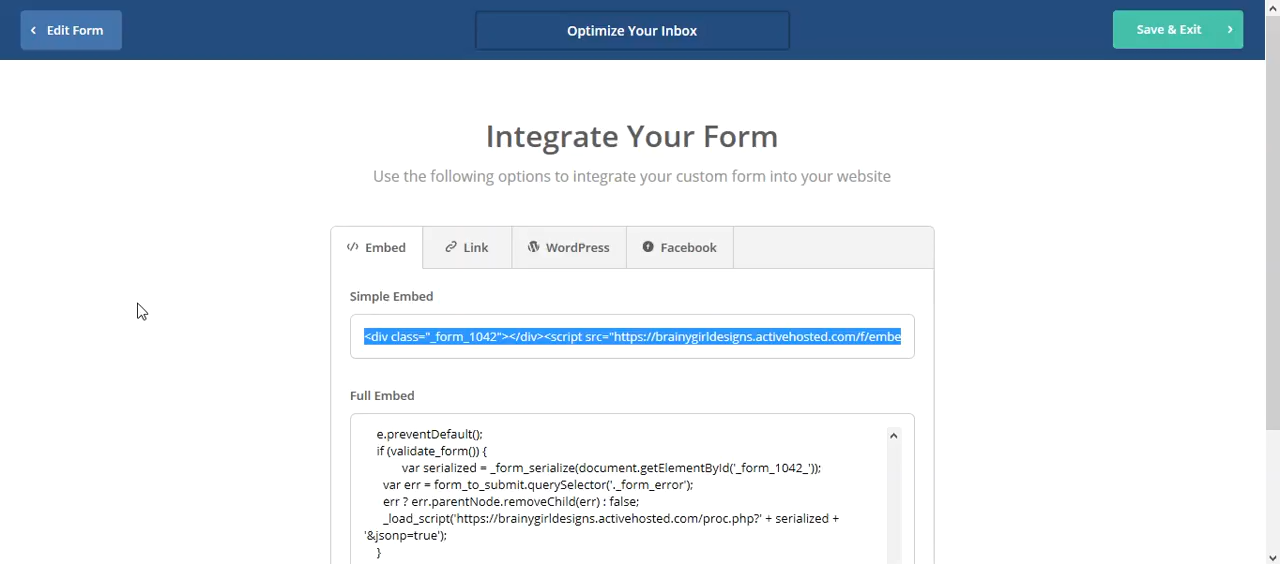 Edit Form
Optimize Your Inbox
Save & Exit
Integrate Your Form
Use the following options to integrate your custom form into your website
Embed
Link
WordPress
Facebook
Simple Embed
<div class="_form_1042"></div><script src="https://brainygirldesigns.activehosted.com/f/embe
Full Embed
e.preventDefault();
if (validate_form()) {
var serialized = _form_serialize(document.getElementById('_form_1042_'));
var err = form_to_submit.querySelector('._form_error');
err ? err.parentNode.removeChild(err) : false;
_load_script('https://brainygirldesigns.activehosted.com/proc.php?' + serialized +
'&jsonp=true');
}